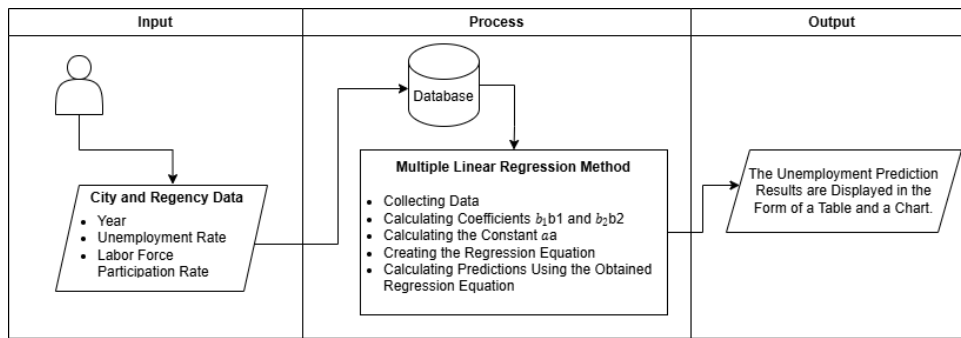 Input
Process
Output
Database
City and Regency Data
• Year
• Unemployment Rate
• Labor Force
Participation Rate
Multiple Linear Regression Method
• Collecting Data
• Calculating Coefficients b₁b1 and b₂b2
• Calculating the Constant aa
• Creating the Regression Equation
• Calculating Predictions Using the Obtained
Regression Equation
The Unemployment Prediction
Results are Displayed in the
Form of a Table and a Chart.